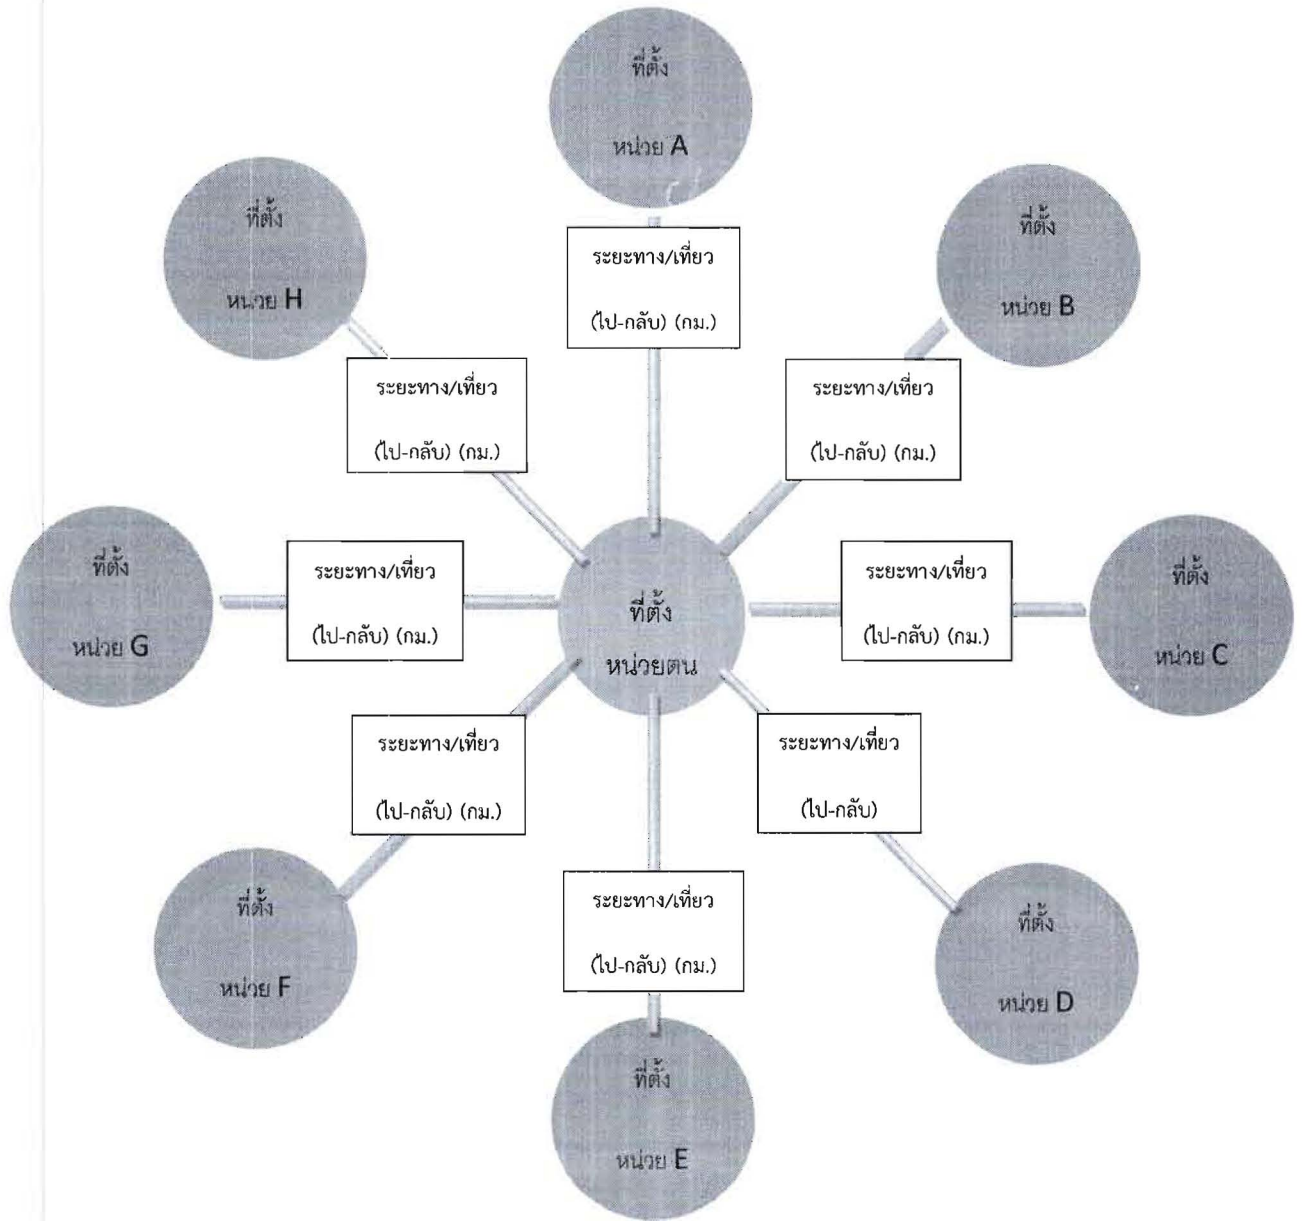 ที่ตั้ง
หน่วย A
ที่ตั้ง
หน่วย H
ที่ตั้ง
หน่วย B
ระยะทาง/เที่ยว
(ไป-กลับ) (กม.)
ระยะทาง/เที่ยว
(ไป-กลับ) (กม.)
ระยะทาง/เที่ยว
(ไป-กลับ) (กม.)
ที่ตั้ง
หน่วย G
ระยะทาง/เที่ยว
(ไป-กลับ) (กม.)
ที่ตั้ง
หน่วยตน
ระยะทาง/เที่ยว
(ไป-กลับ) (กม.)
ที่ตั้ง
หน่วย C
ระยะทาง/เที่ยว
(ไป-กลับ) (กม.)
ระยะทาง/เที่ยว
(ไป-กลับ)
ที่ตั้ง
หน่วย F
ระยะทาง/เที่ยว
(ไป-กลับ) (กม.)
ที่ตั้ง
หน่วย D
ที่ตั้ง
หน่วย E